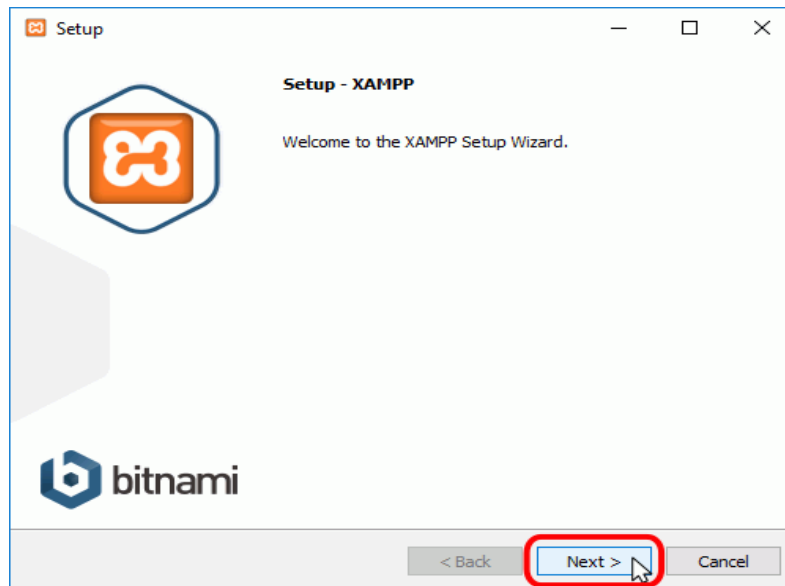 Setup
Setup - XAMPP
Welcome to the XAMPP Setup Wizard.
bitnami
< Back
Next >
Cancel